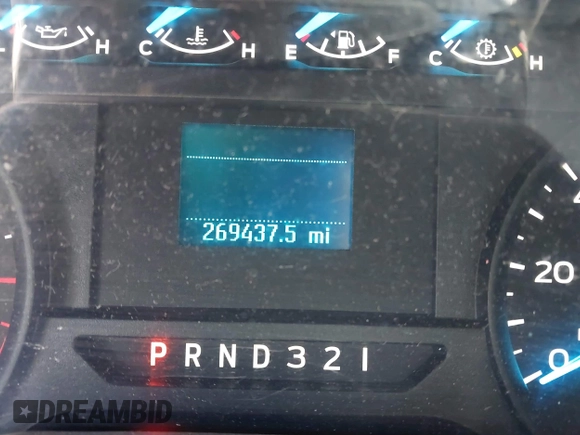 L H C H E F C H
269437.5 mi
20
0
P R N D 3 2 1
DREAMBID